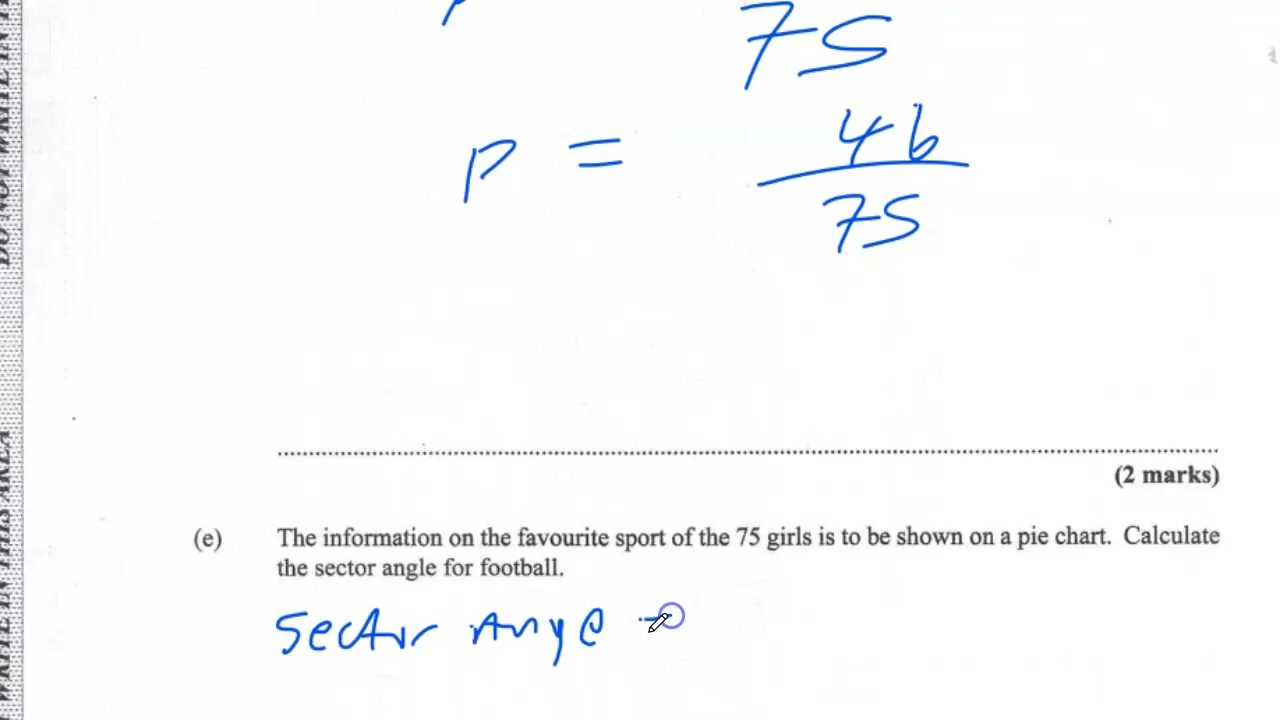 75
p = 46
75
(2 marks)
(e) The information on the favourite sport of the 75 girls is to be shown on a pie chart. Calculate
the sector angle for football.
Sector Angle =